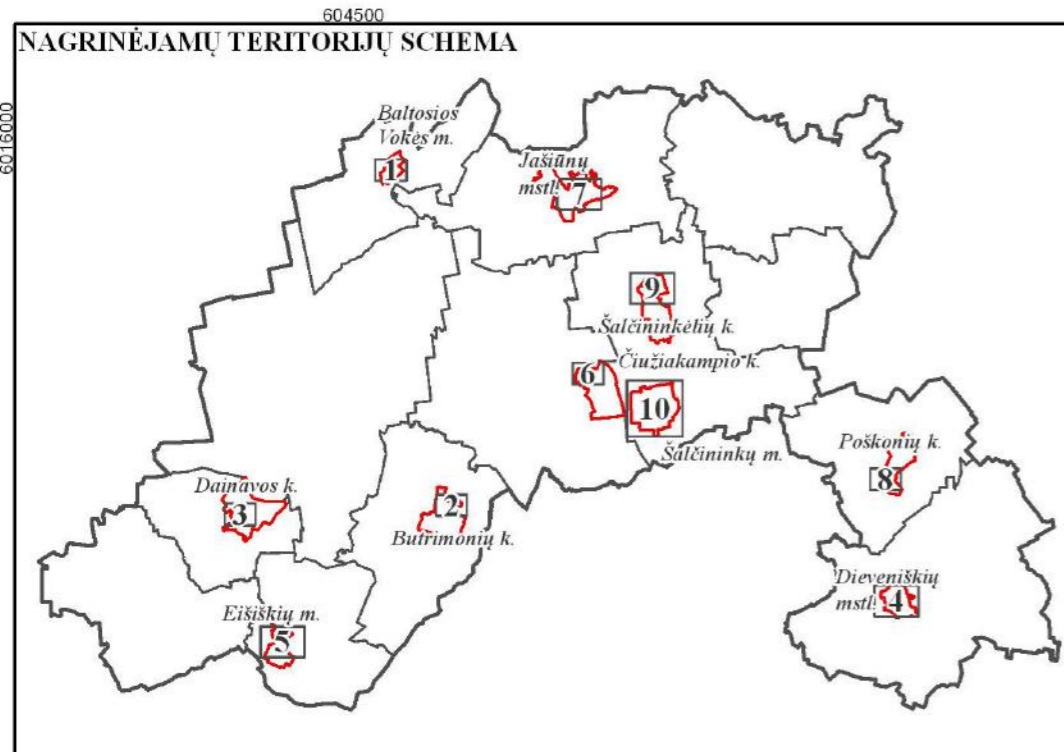 604500
6016000
NAGRINĖJAMŲ TERITORIJŲ SCHEMA
Baltosios
Vokės m.
1
Jašiūnų
mstl.
7
9
Šalčininkėlių k.
Čiužiakampio k.
6
10
Šalčininkų m.
Poškonių k.
8
Dainavos k.
3
2
Butrimonių k.
Dieveniškių
mstl.
4
Eišiškių m.
5